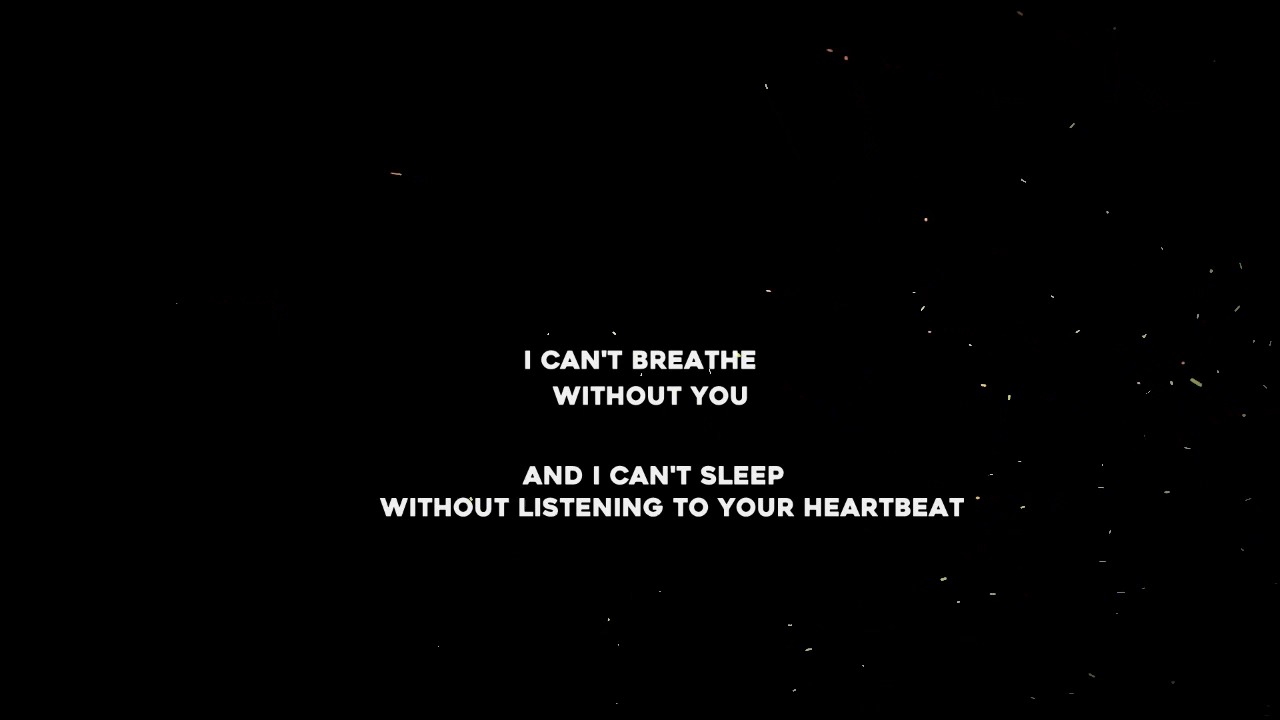 I CAN'T BREATHE
WITHOUT YOU
AND I CAN'T SLEEP
WITHOUT LISTENING TO YOUR HEARTBEAT